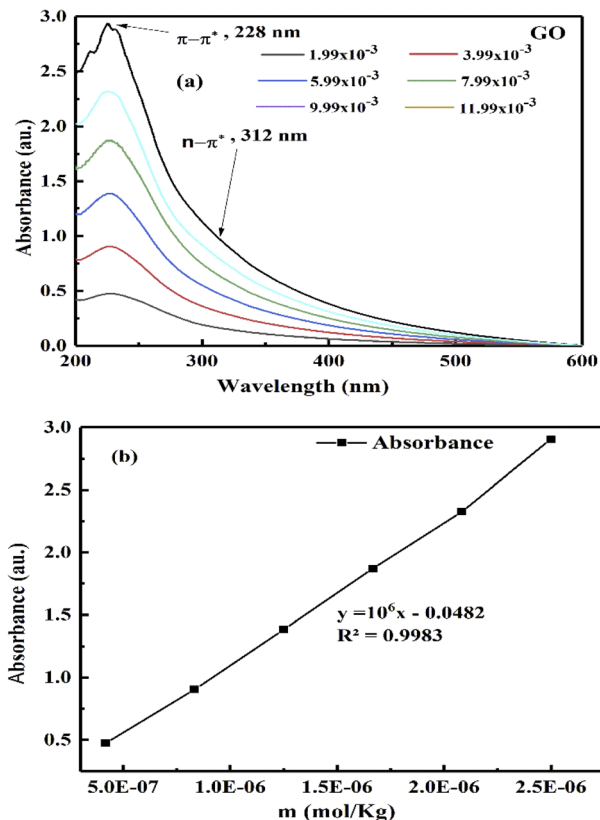 3.0
π–π*, 228 nm
GO
1.99x10⁻³
3.99x10⁻³
2.5
(a)
5.99x10⁻³
7.99x10⁻³
9.99x10⁻³
11.99x10⁻³
2.0
n–π*, 312 nm
1.5
1.0
0.5
0.0
200
300
400
500
600
Absorbance (au.)
Wavelength (nm)
3.0
(b)
Absorbance
2.5
2.0
y =10⁶x - 0.0482
R² = 0.9983
1.5
1.0
0.5
5.0E-07
1.0E-06
1.5E-06
2.0E-06
2.5E-06
Absorbance (au.)
m (mol/Kg)